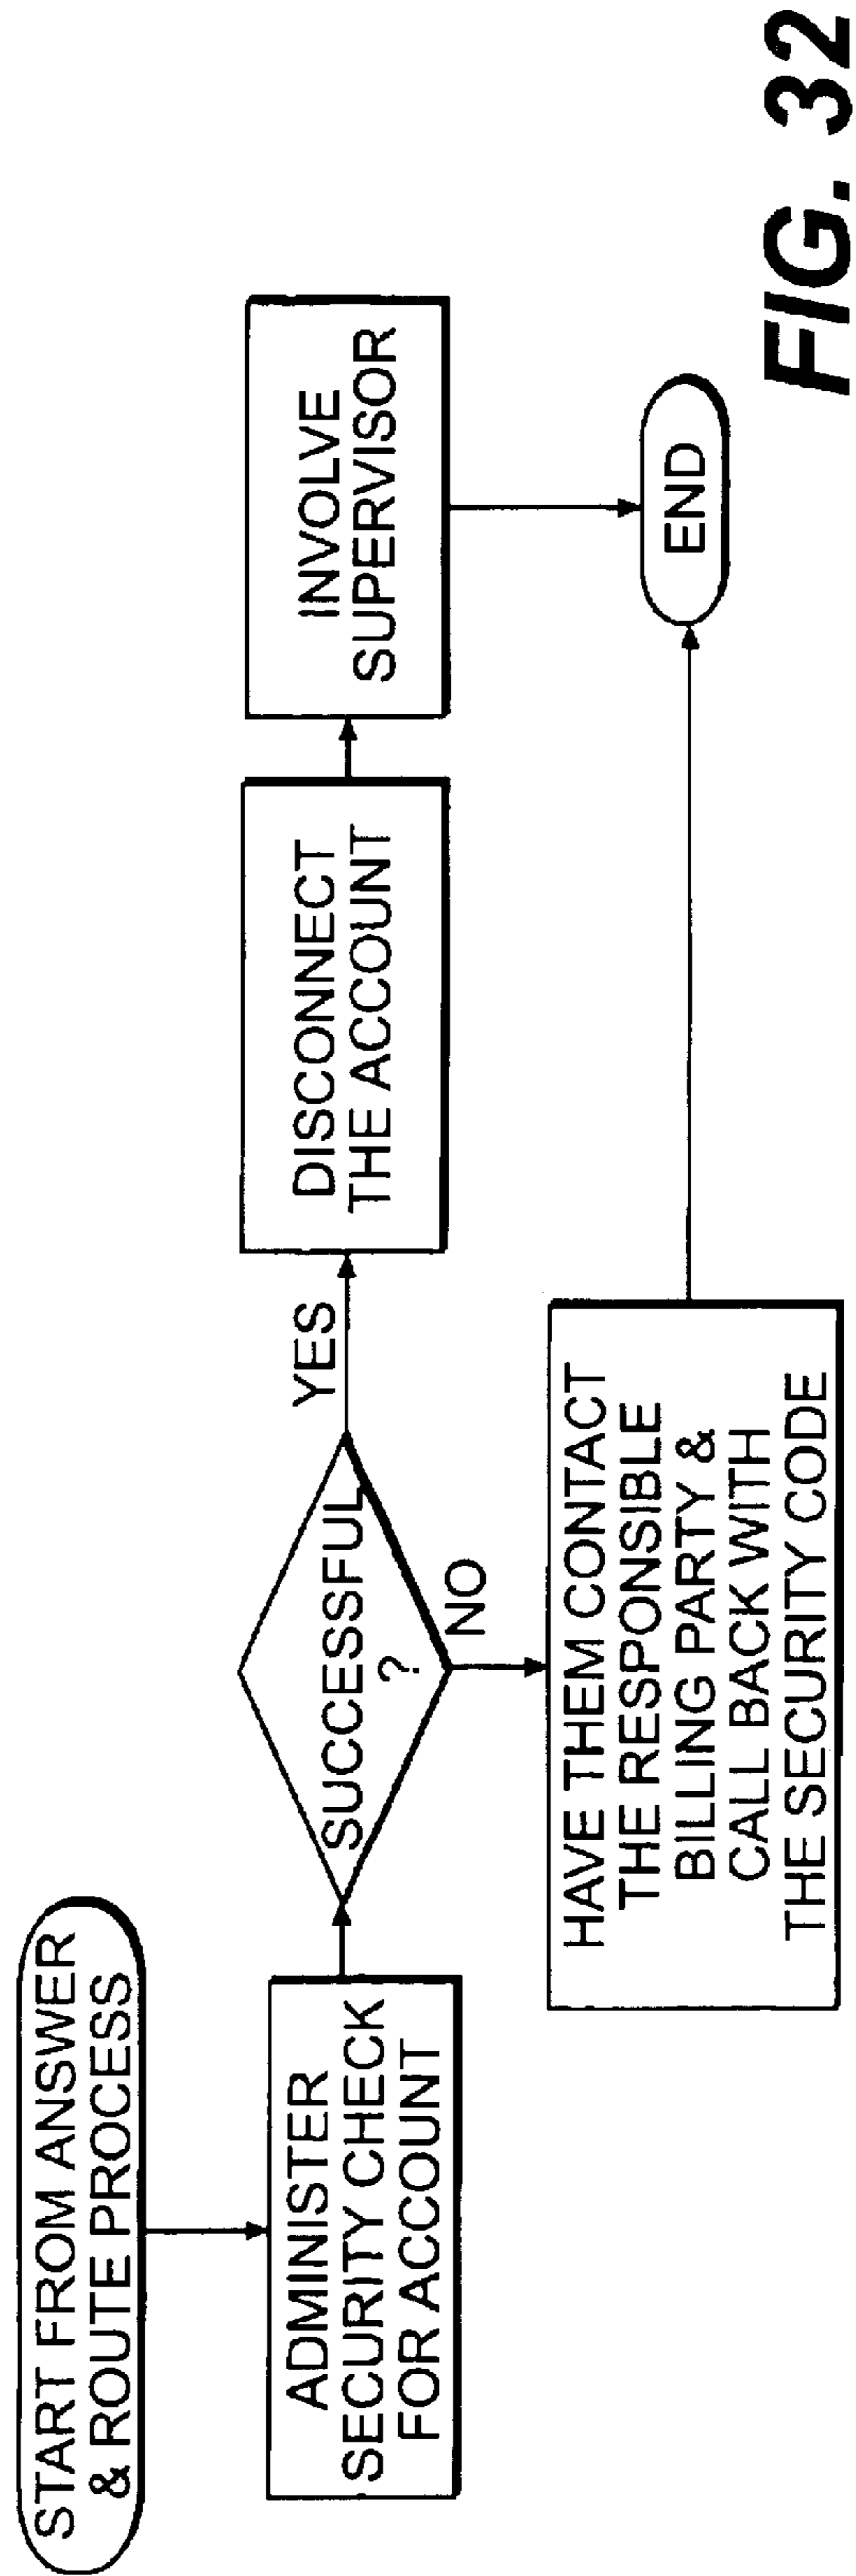 START FROM ANSWER
& ROUTE PROCESS
ADMINISTER
SECURITY CHECK
FOR ACCOUNT
SUCCESSFUL
?
YES
DISCONNECT
THE ACCOUNT
INVOLVE
SUPERVISOR
NO
HAVE THEM CONTACT
THE RESPONSIBLE
BILLING PARTY &
CALL BACK WITH
THE SECURITY CODE
END
FIG. 32